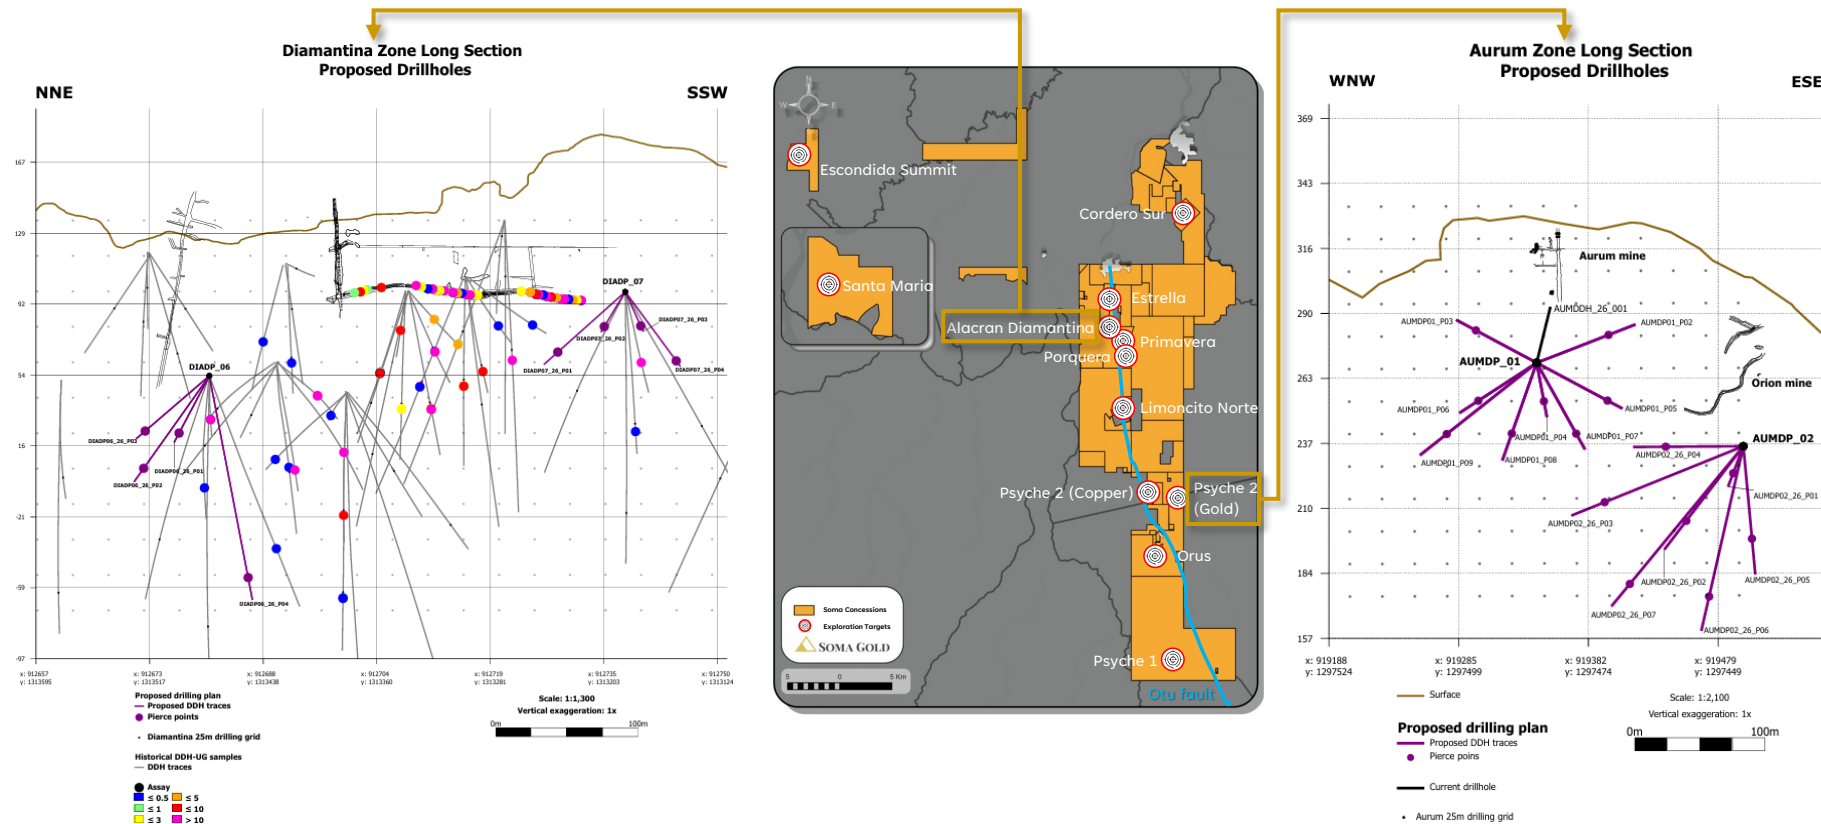 Diamantina Zone Long Section
Proposed Drillholes
NNE
SSW
167
129
92
54
16
-21
-59
-97
DIADP_07
DIADP07_26_P03
DIADP07_26_P02
DIADP07_26_P01
DIADP07_26_P04
DIADP_06
DIADP06_26_P03
DIADP06_26_P01
DIADP06_26_P02
DIADP06_26_P04
x: 912657
y: 1313595
x: 912673
y: 1313517
x: 912688
y: 1313438
x: 912704
y: 1313360
x: 912719
y: 1313281
x: 912735
y: 1313203
x: 912750
y: 1313124
Proposed drilling plan
Proposed DDH traces
Pierce points
Diamantina 25m drilling grid
Historical DDH-UG samples
DDH traces
Assay
≤ 0.5
≤ 5
≤ 1
≤ 10
≤ 3
> 10
Scale: 1:1,300
Vertical exaggeration: 1x
0m
100m
N
W
E
S
Escondida Summit
Santa Maria
Cordero Sur
Estrella
Alacran Diamantina
Primavera
Porquera
Limoncito Norte
Psyche 2 (Copper)
Psyche 2
(Gold)
Orus
Psyche 1
Otu fault
Soma Concessions
Exploration Targets
SOMA GOLD
5
0
5 Km
Aurum Zone Long Section
Proposed Drillholes
WNW
ESE
369
343
316
290
263
237
210
184
157
Aurum mine
AUMDDH_26_001
AUMDP01_P03
AUMDP01_P02
AUMDP_01
Orion mine
AUMDP01_P06
AUMDP01_P05
AUMDP01_P04
AUMDP01_P07
AUMDP01_P09
AUMDP01_P08
AUMDP_02
AUMDP02_26_P04
AUMDP02_26_P01
AUMDP02_26_P03
AUMDP02_26_P02
AUMDP02_26_P05
AUMDP02_26_P07
AUMDP02_26_P06
x: 919188
y: 1297524
x: 919285
y: 1297499
x: 919382
y: 1297474
x: 919479
y: 1297449
Surface
Proposed drilling plan
Proposed DDH traces
Pierce poins
Current drillhole
Aurum 25m drilling grid
Scale: 1:2,100
Vertical exaggeration: 1x
0m
100m